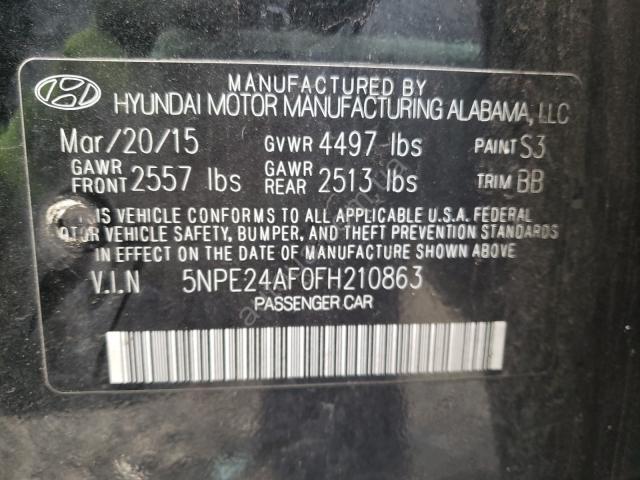 MANUFACTURED BY
HYUNDAI MOTOR MANUFACTURING ALABAMA, LLC
Mar/20/15 GVWR 4497 lbs PAINT S3
GAWR FRONT 2557 lbs GAWR REAR 2513 lbs TRIM BB
IS VEHICLE CONFORMS TO ALL APPLICABLE U.S.A. FEDERAL
MOTOR VEHICLE SAFETY, BUMPER, AND THEFT PREVENTION STANDARDS
IN EFFECT ON THE DATE OF MANUFACTURE SHOWN ABOVE.
V.I.N 5NPE24AF0FH210863
PASSENGER CAR